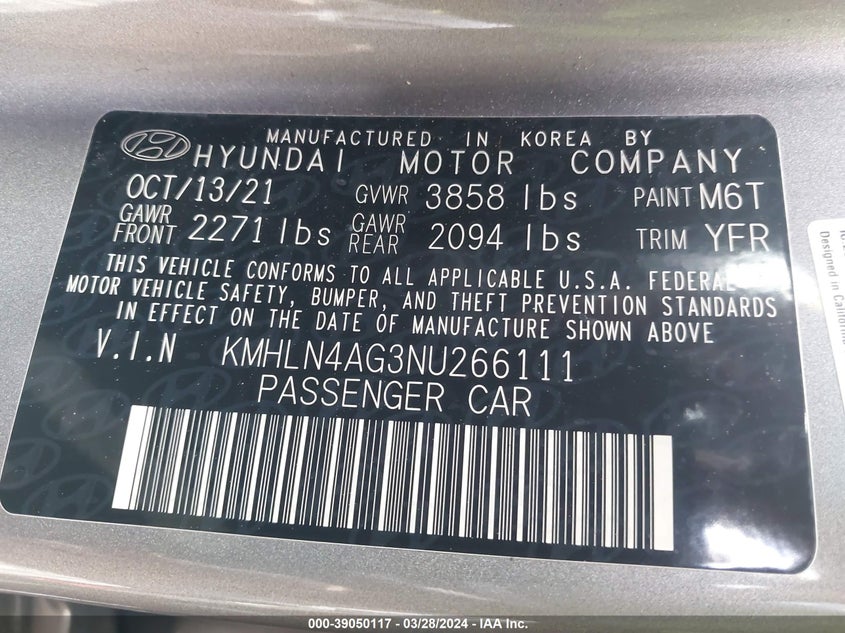 MANUFACTURED IN KOREA BY
HYUNDAI MOTOR COMPANY
OCT/13/21 GVWR 3858 lbs PAINT M6T
GAWR FRONT 2271 lbs GAWR REAR 2094 lbs TRIM YFR
THIS VEHICLE CONFORMS TO ALL APPLICABLE U.S.A. FEDERAL
MOTOR VEHICLE SAFETY, BUMPER, AND THEFT PREVENTION STANDARDS
IN EFFECT ON THE DATE OF MANUFACTURE SHOWN ABOVE
V.I.N KMHLN4AG3NU266111
PASSENGER CAR
Designed in California
000-39050117 - 03/28/2024 - IAA Inc.